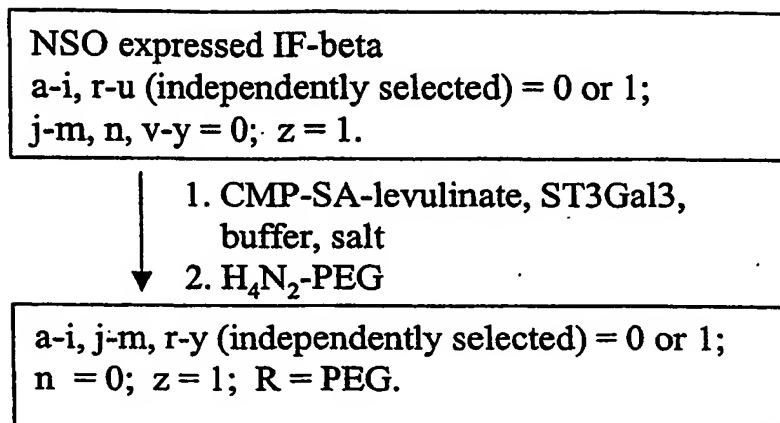 NSO expressed IF-beta
a-i, r-u (independently selected) = 0 or 1;
j-m, n, v-y = 0; z = 1.
1. CMP-SA-levulinate, ST3Gal3,
buffer, salt
2. H₄N₂-PEG
a-i, j-m, r-y (independently selected) = 0 or 1;
n = 0; z = 1; R = PEG.